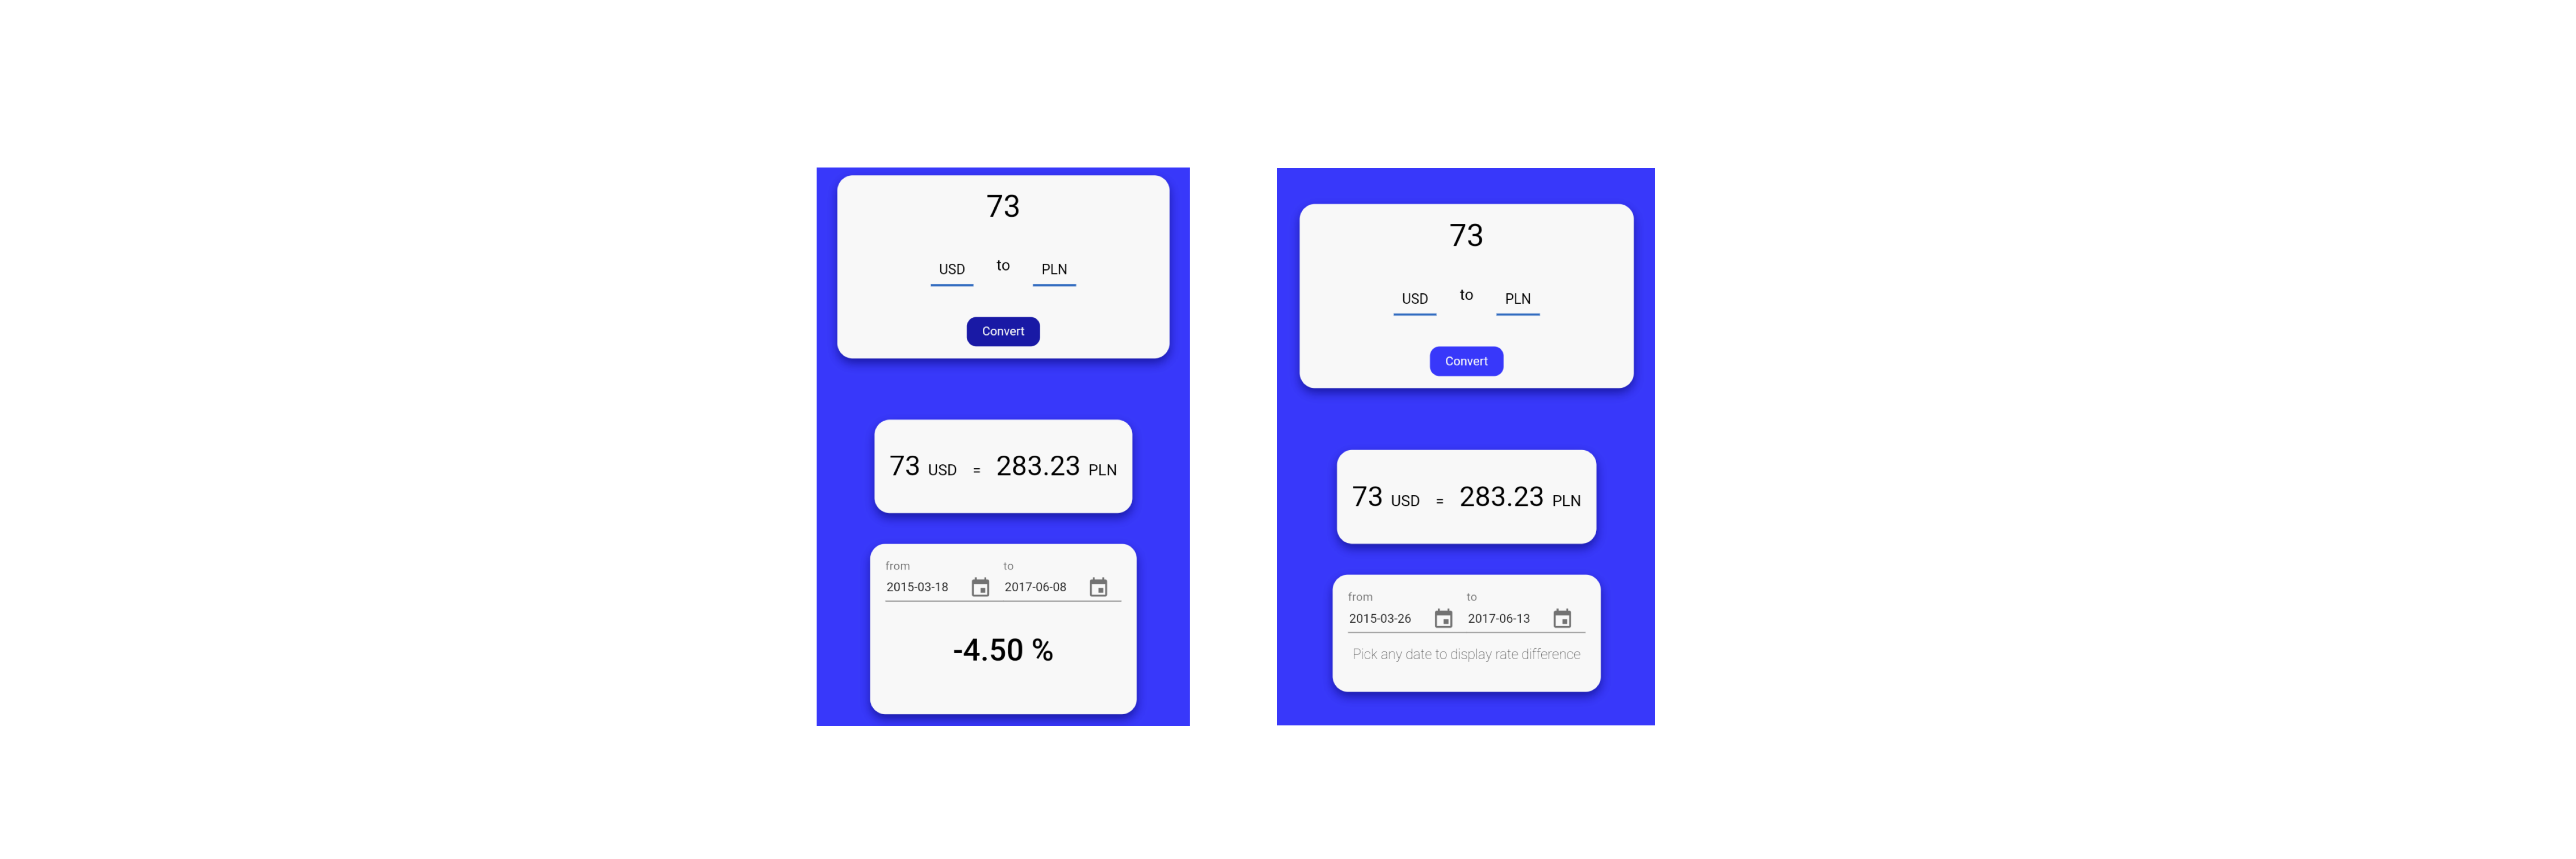 73
USD to PLN
Convert
73 USD = 283.23 PLN
from to
2015-03-18 2017-06-08
-4.50 %
73
USD to PLN
Convert
73 USD = 283.23 PLN
from to
2015-03-26 2017-06-13
Pick any date to display rate difference